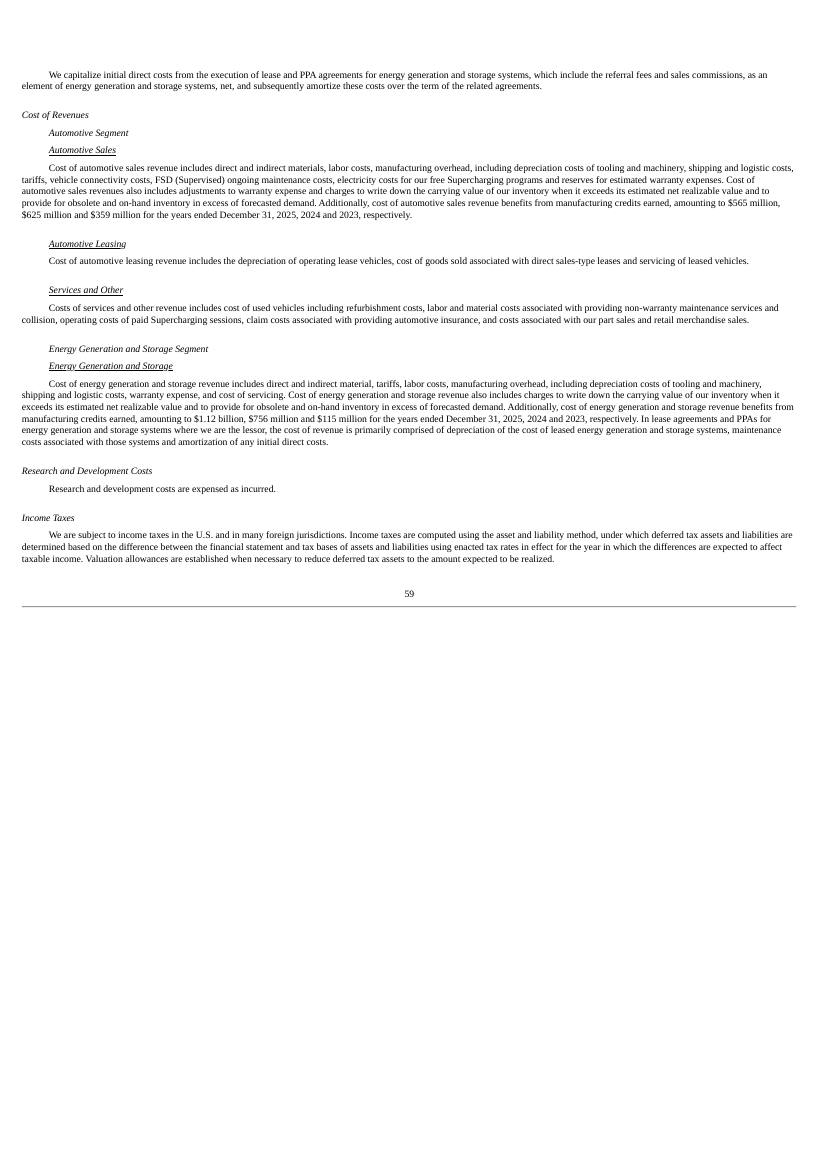 We capitalize initial direct costs from the execution of lease and PPA agreements for energy generation and storage systems, which include the referral fees and sales commissions, as an
element of energy generation and storage systems, net, and subsequently amortize these costs over the term of the related agreements.
Cost of Revenues
Automotive Segment
Automotive Sales
Cost of automotive sales revenue includes direct and indirect materials, labor costs, manufacturing overhead, including depreciation costs of tooling and machinery, shipping and logistic costs,
tariffs, vehicle connectivity costs, FSD (Supervised) ongoing maintenance costs, electricity costs for our free Supercharging programs and reserves for estimated warranty expenses. Cost of
automotive sales revenues also includes adjustments to warranty expense and charges to write down the carrying value of our inventory when it exceeds its estimated net realizable value and to
provide for obsolete and on-hand inventory in excess of forecasted demand. Additionally, cost of automotive sales revenue benefits from manufacturing credits earned, amounting to $565 million,
$625 million and $359 million for the years ended December 31, 2025, 2024 and 2023, respectively.
Automotive Leasing
Cost of automotive leasing revenue includes the depreciation of operating lease vehicles, cost of goods sold associated with direct sales-type leases and servicing of leased vehicles.
Services and Other
Costs of services and other revenue includes cost of used vehicles including refurbishment costs, labor and material costs associated with providing non-warranty maintenance services and
collision, operating costs of paid Supercharging sessions, claim costs associated with providing automotive insurance, and costs associated with our part sales and retail merchandise sales.
Energy Generation and Storage Segment
Energy Generation and Storage
Cost of energy generation and storage revenue includes direct and indirect material, tariffs, labor costs, manufacturing overhead, including depreciation costs of tooling and machinery,
shipping and logistic costs, warranty expense, and cost of servicing. Cost of energy generation and storage revenue also includes charges to write down the carrying value of our inventory when it
exceeds its estimated net realizable value and to provide for obsolete and on-hand inventory in excess of forecasted demand. Additionally, cost of energy generation and storage revenue benefits from
manufacturing credits earned, amounting to $1.12 billion, $756 million and $115 million for the years ended December 31, 2025, 2024 and 2023, respectively. In lease agreements and PPAs for
energy generation and storage systems where we are the lessor, the cost of revenue is primarily comprised of depreciation of the cost of leased energy generation and storage systems, maintenance
costs associated with those systems and amortization of any initial direct costs.
Research and Development Costs
Research and development costs are expensed as incurred.
Income Taxes
We are subject to income taxes in the U.S. and in many foreign jurisdictions. Income taxes are computed using the asset and liability method, under which deferred tax assets and liabilities are
determined based on the difference between the financial statement and tax bases of assets and liabilities using enacted tax rates in effect for the year in which the differences are expected to affect
taxable income. Valuation allowances are established when necessary to reduce deferred tax assets to the amount expected to be realized.
59